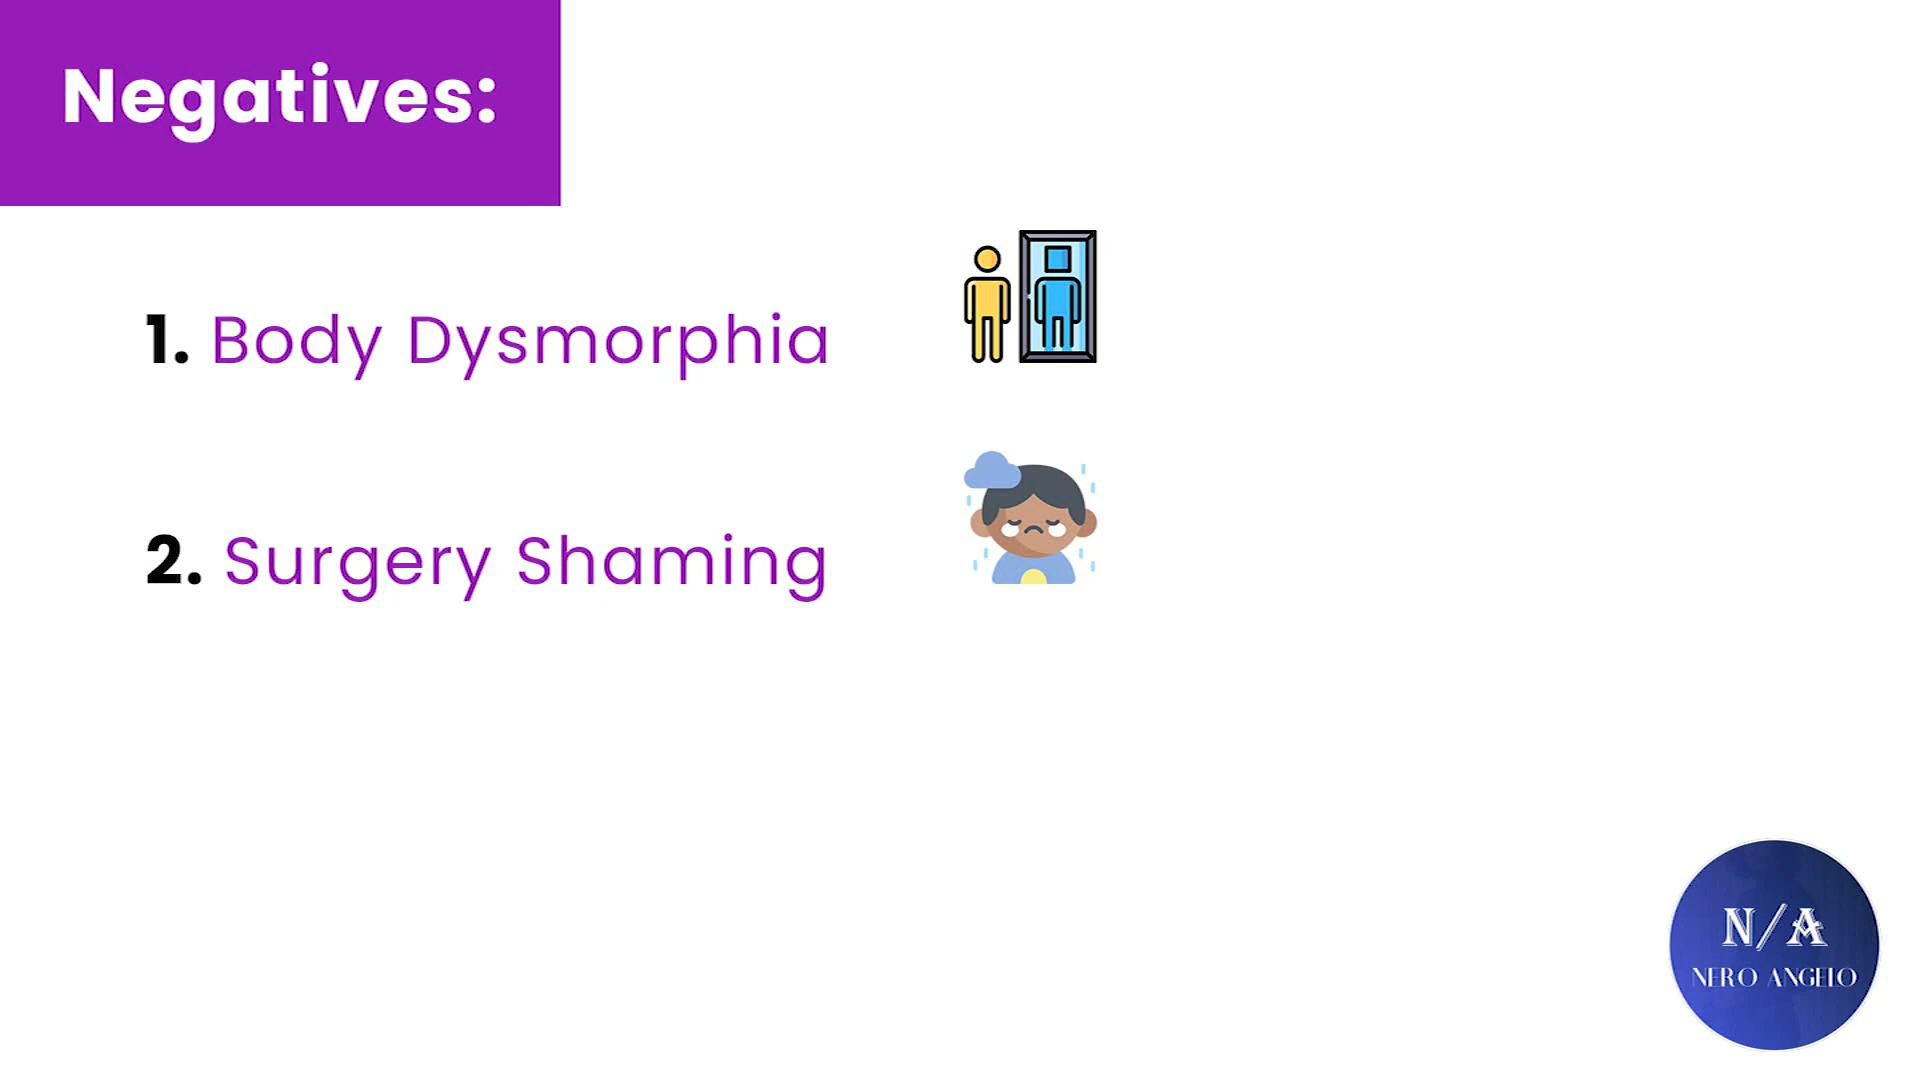 Negatives:
1. Body Dysmorphia
2. Surgery Shaming
N/A
NERO ANGELO